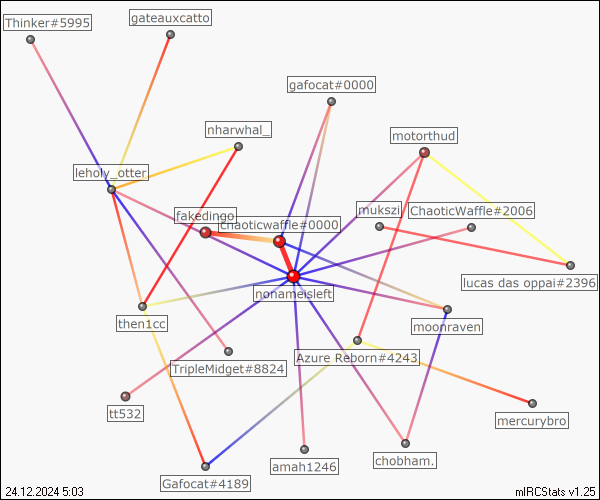 Thinker#5995
gateauxcatto
gafocat#0000
nharwhal_
motorthud
leholy_otter
fakedingo
chaoticwaffle#0000
mukszi
ChaoticWaffle#2006
lucas das oppai#2396
nonameisleft
then1cc
moonraven
TripleMidget#8824
Azure Reborn#4243
tt532
mercurybro
Gafocat#4189
amah1246
chobham.
24.12.2024 5:03
mIRCStats v1.25